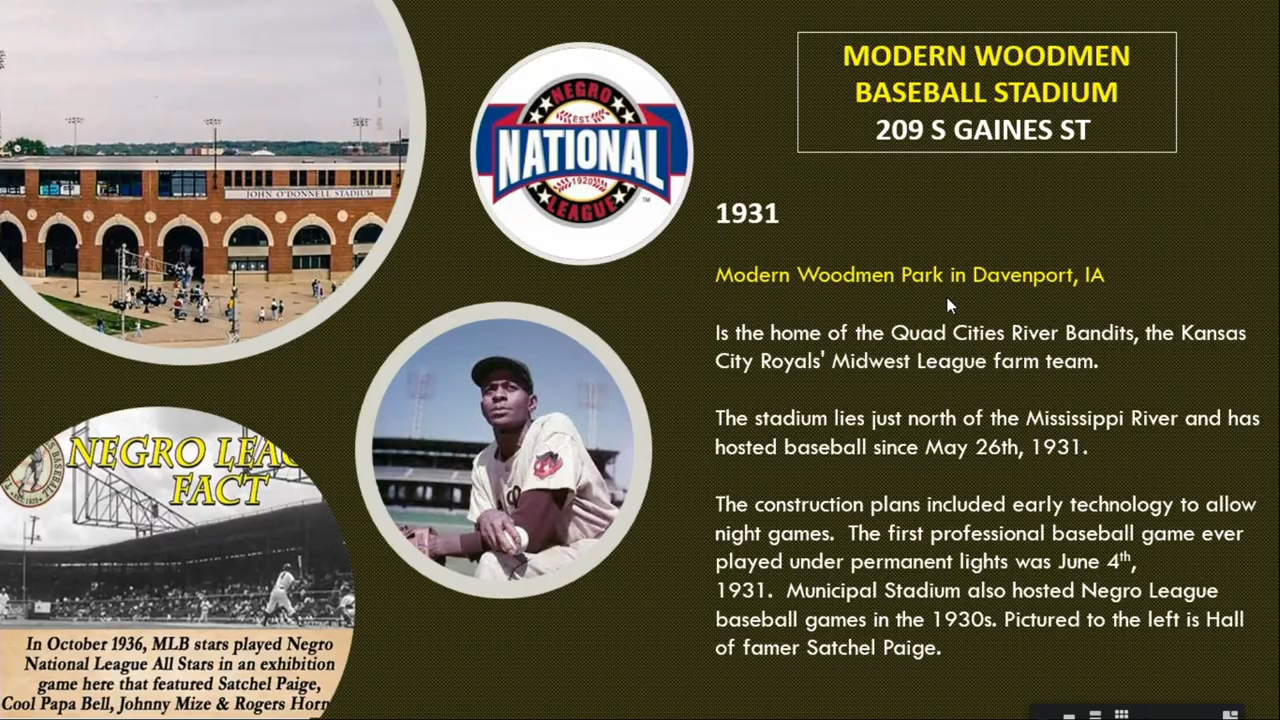 MODERN WOODMEN
BASEBALL STADIUM
209 S GAINES ST
1931
Modern Woodmen Park in Davenport, IA
Is the home of the Quad Cities River Bandits, the Kansas
City Royals' Midwest League farm team.
The stadium lies just north of the Mississippi River and has
hosted baseball since May 26th, 1931.
The construction plans included early technology to allow
night games. The first professional baseball game ever
played under permanent lights was June 4th,
1931. Municipal Stadium also hosted Negro League
baseball games in the 1930s. Pictured to the left is Hall
of famer Satchel Paige.
JOHN O'DONNELL STADIUM
NEGRO
EST.
NATIONAL
1920
LEAGUE
TM
NEGRO LEAG
FACT
In October 1936, MLB stars played Negro
National League All Stars in an exhibition
game here that featured Satchel Paige,
Cool Papa Bell, Johnny Mize & Rogers Horn